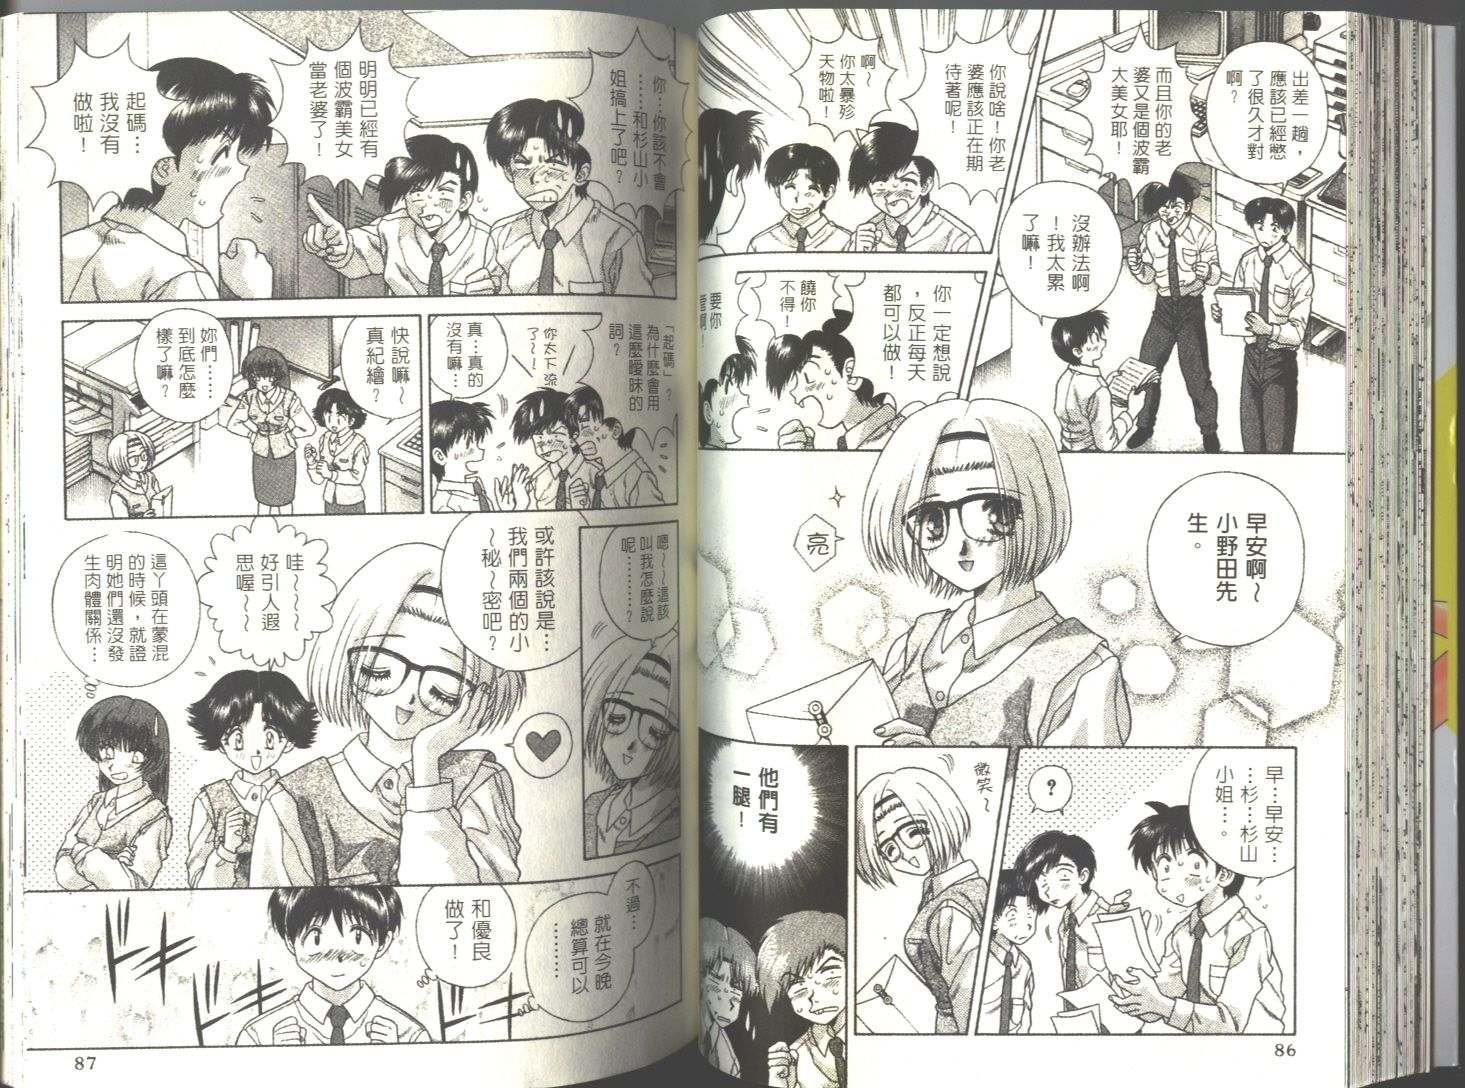 出差一趟，
應該已經憋
了很久才對
啊？
而且你的老
婆又是個波霸
大美女耶！
沒辦法啊
！我太累
了嘛！
你說啥！你老
婆應該正在期
待著呢！
啊～
你太暴殄
天物啦！
你一定想說
，反正每天
都可以做！
饒你
不得！
要你
早安啊～
小野田先
生。
亮
早…早安…
…杉…杉山
小姐…。
？
微笑～
他們有
一腿！
86
你…你該不會
……和杉山小
姐搞上了吧？
明明已經有
個波霸美女
當老婆了！
起碼…
我沒有
做啦！
「起碼」？
為什麼會用
這麼曖昧的
詞？
你太下流
了～！
真…真的
沒有嘛…
快說嘛～
真紀繪？
妳們……
到底怎麼
樣了嘛？
嗯～～這該
叫我怎麼說
呢………？
或許該說是…
我們兩個的小
～秘～密吧？
哇～～～
好引人遐
思喔～～
這丫頭在蒙混
的時候，就證
明她們還沒發
生肉體關係…
不過…
就在今晚
總算可以
………
和優良
做了！
ドキ
ドキ
ドキ
ドキ
87